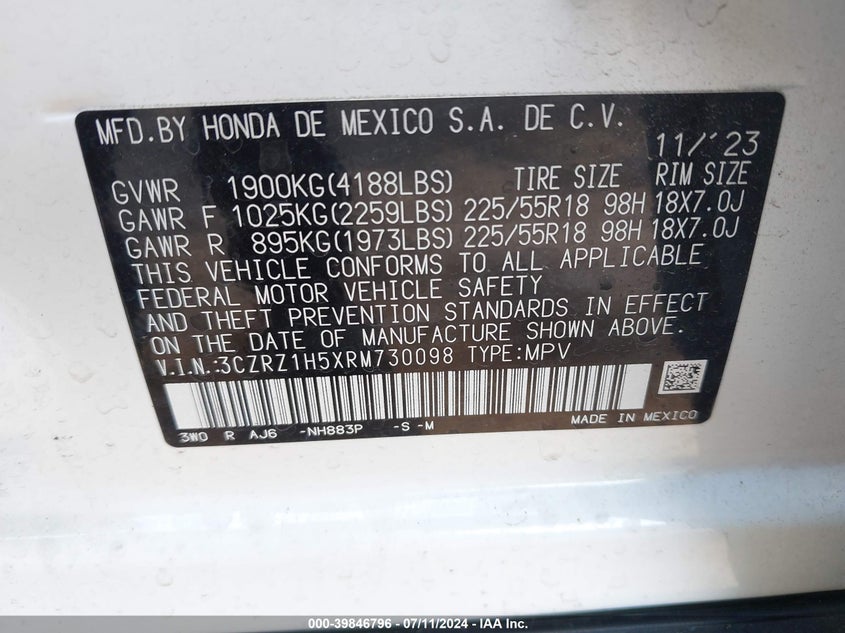 MFD.BY HONDA DE MEXICO S.A. DE C.V. 11/'23
GVWR 1900KG(4188LBS) TIRE SIZE RIM SIZE
GAWR F 1025KG(2259LBS) 225/55R18 98H 18X7.0J
GAWR R 895KG(1973LBS) 225/55R18 98H 18X7.0J
THIS VEHICLE CONFORMS TO ALL APPLICABLE
FEDERAL MOTOR VEHICLE SAFETY
AND THEFT PREVENTION STANDARDS IN EFFECT
ON THE DATE OF MANUFACTURE SHOWN ABOVE.
V.I.N.:3CZRZ1H5XRM730098 TYPE:MPV
3W0 R AJ6 -NH883P -S -M MADE IN MEXICO
000-39846796 - 07/11/2024 - IAA Inc.